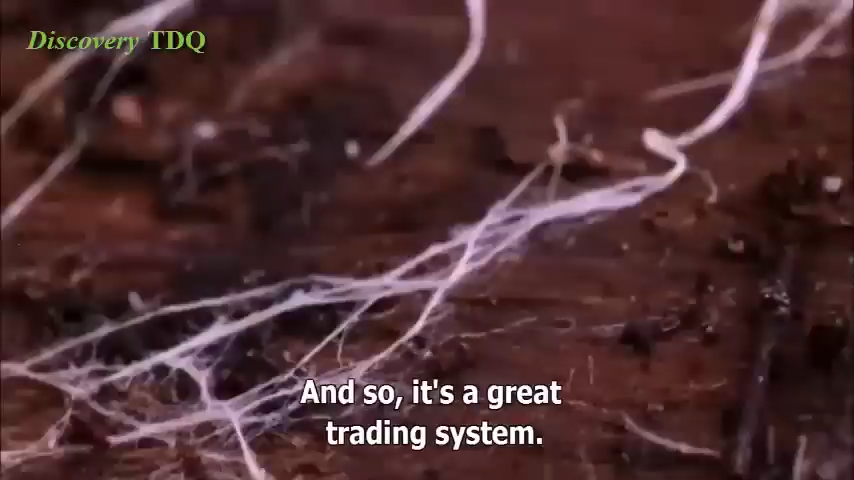 Discovery TDQ
And so, it's a great
trading system.